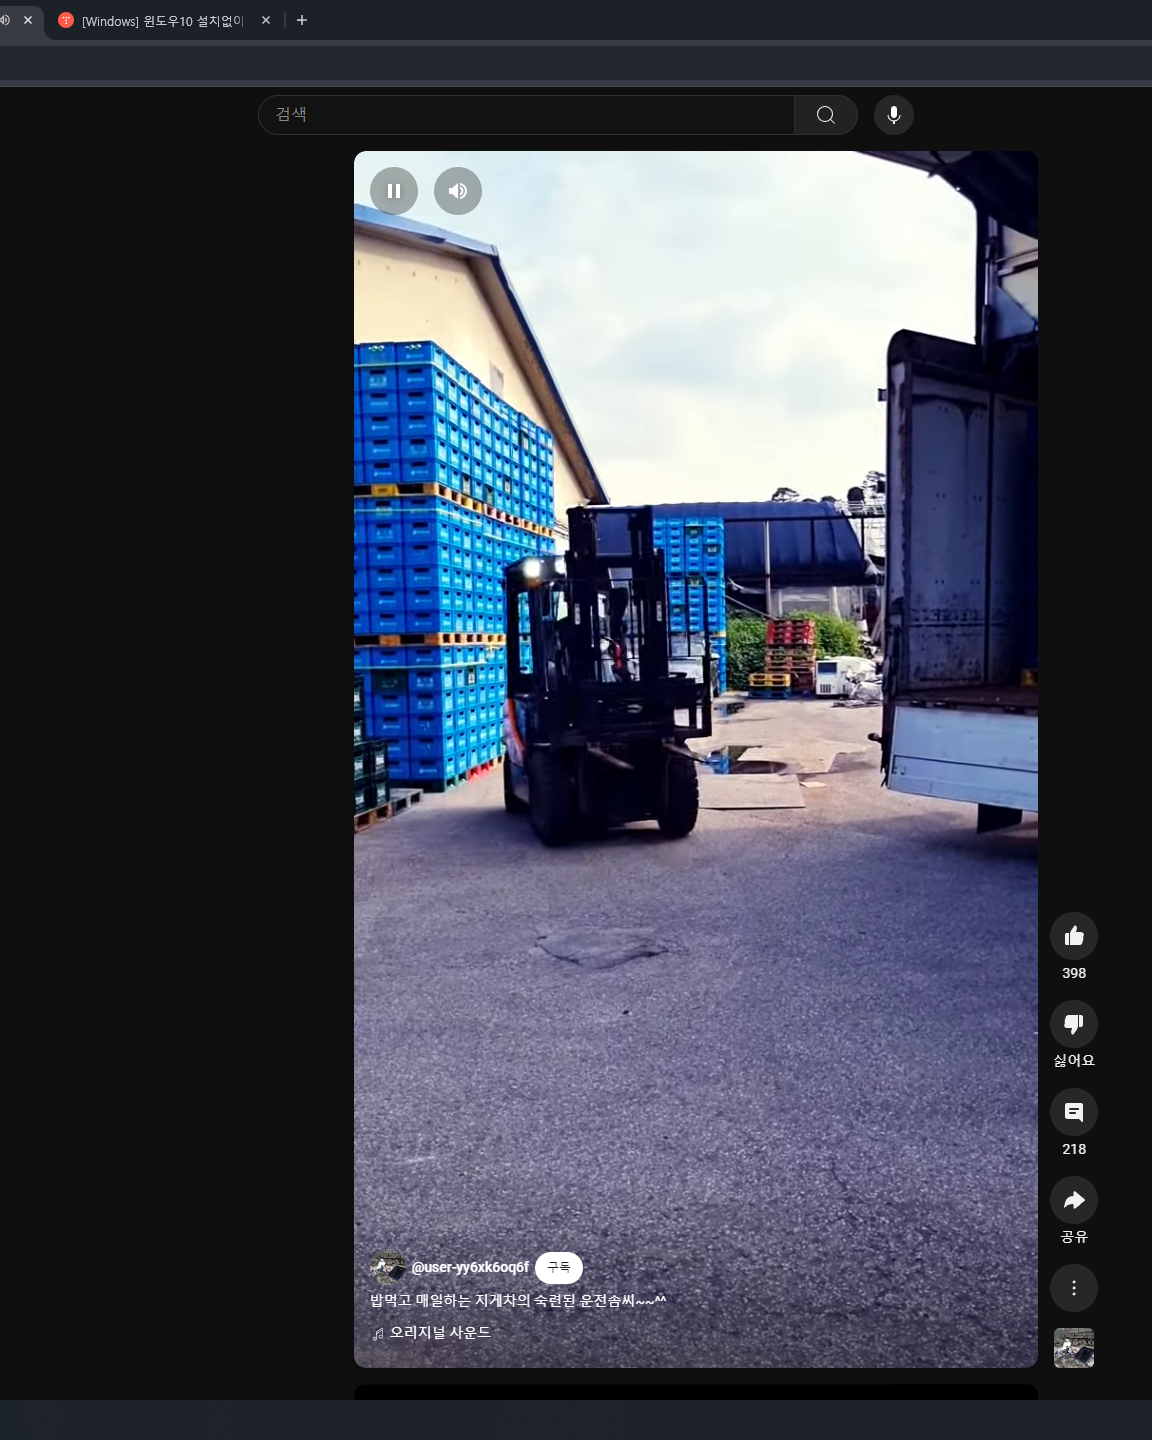 [Windows] 윈도우10 설치없이
검색
398
싫어요
218
공유
@user-yy6xk6oq6f
구독
밥먹고 매일하는 지게차의 숙련된 운전솜씨~~^^
오리지널 사운드